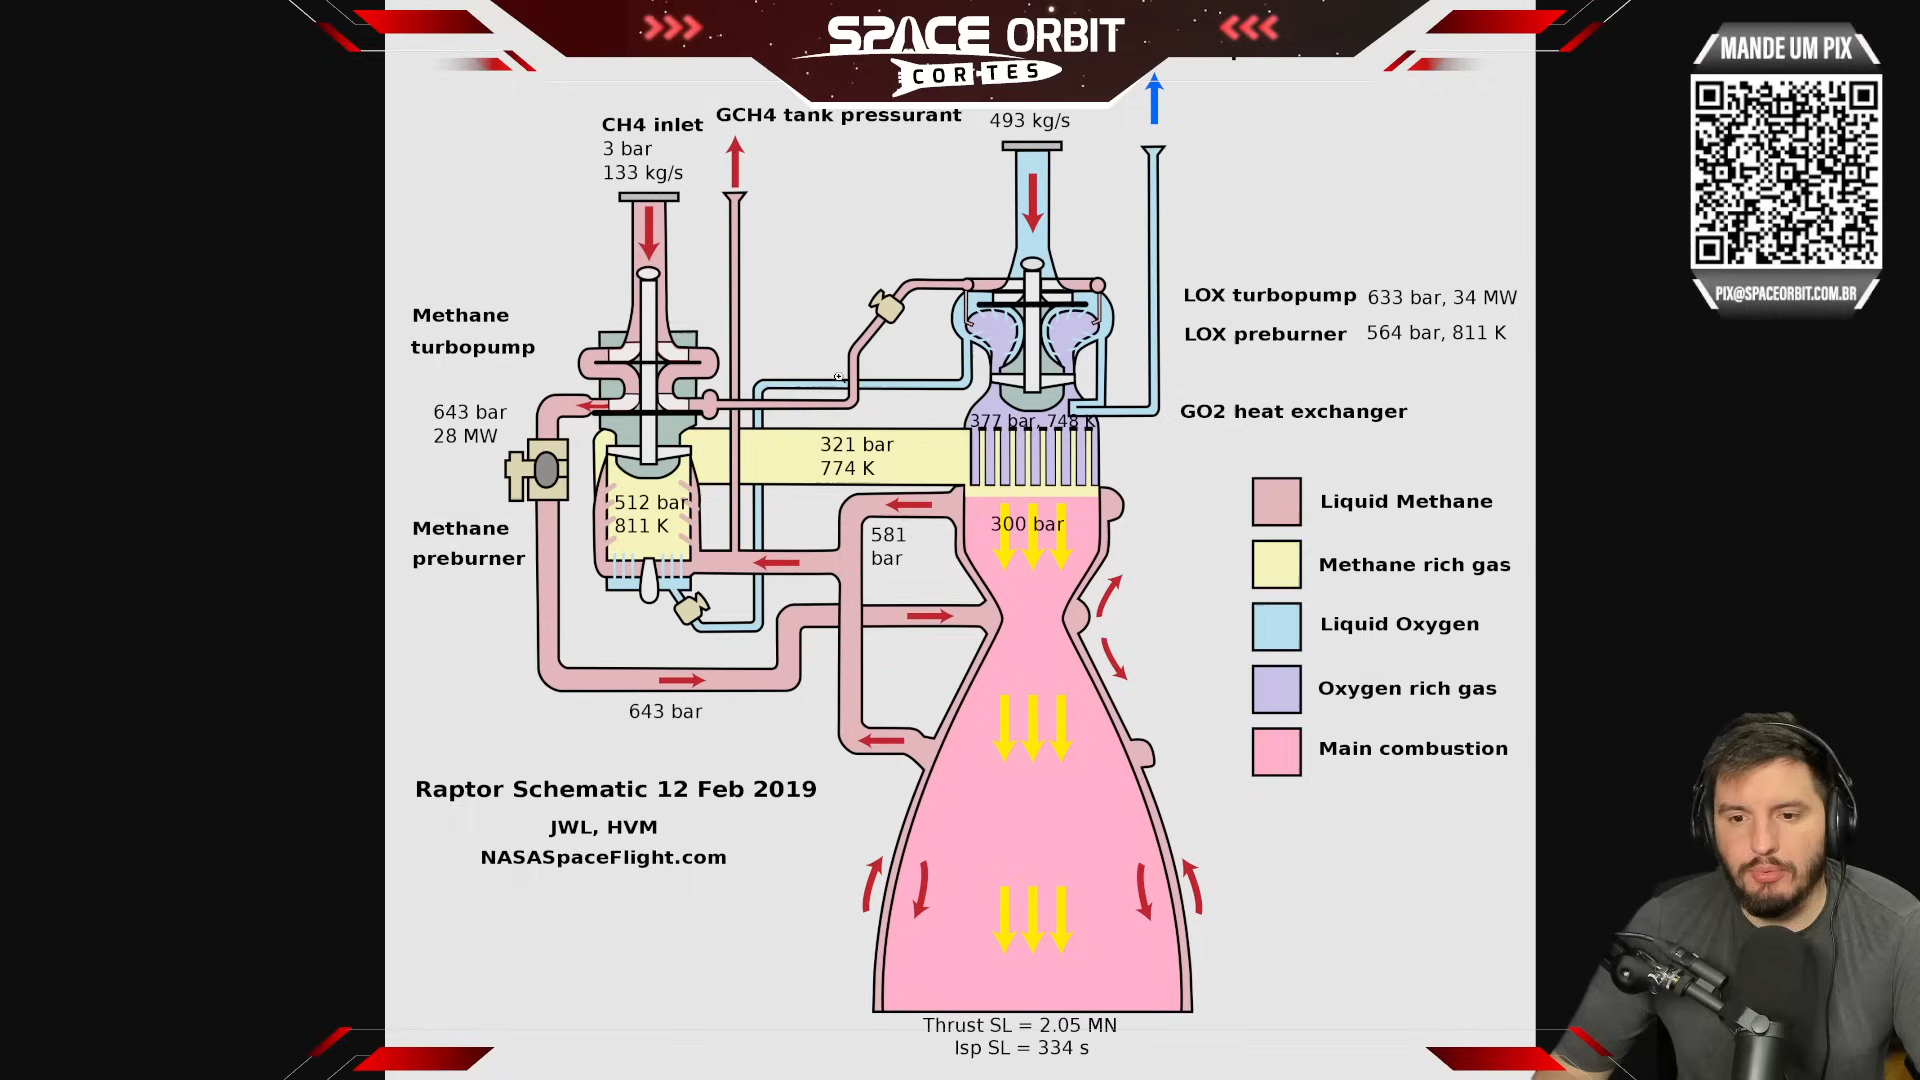 SPACE ORBIT
CORTES
MANDE UM PIX
PIX@SPACEORBIT.COM.BR
CH4 inlet
3 bar
133 kg/s
GCH4 tank pressurant
493 kg/s
Methane
turbopump
LOX turbopump 633 bar, 34 MW
LOX preburner 564 bar, 811 K
643 bar
28 MW
GO2 heat exchanger
377 bar, 748 K
321 bar
774 K
512 bar
811 K
Methane
preburner
300 bar
581
bar
Liquid Methane
Methane rich gas
Liquid Oxygen
Oxygen rich gas
Main combustion
643 bar
Raptor Schematic 12 Feb 2019
JWL, HVM
NASASpaceFlight.com
Thrust SL = 2.05 MN
Isp SL = 334 s